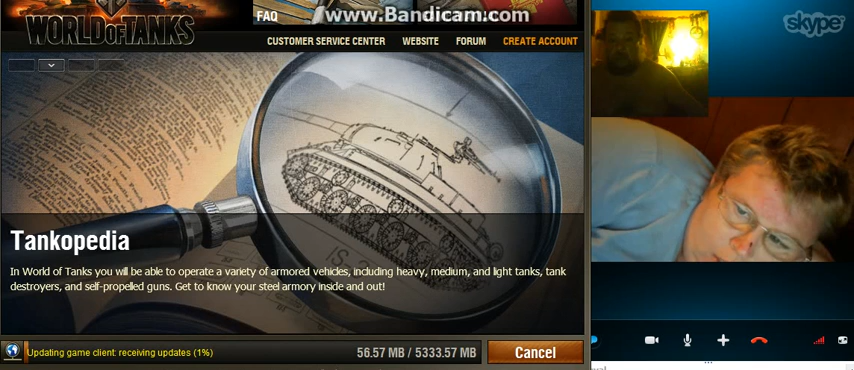 FAQ
www.Bandicam.com
WORLD OF TANKS
CUSTOMER SERVICE CENTER WEBSITE FORUM CREATE ACCOUNT
skype
Tankopedia
In World of Tanks you will be able to operate a variety of armored vehicles, including heavy, medium, and light tanks, tank
destroyers, and self-propelled guns. Get to know your steel armory inside and out!
Updating game client: receiving updates (1%)
56.57 MB / 5333.57 MB
Cancel